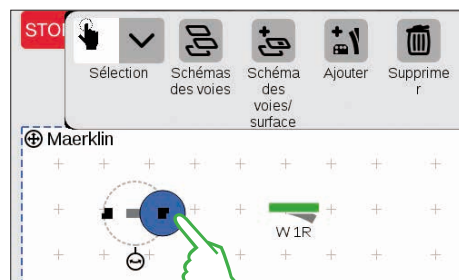 STO
Sélection
Schémas
des voies
Schéma
des
voies/
surface
Ajouter
Supprime
r
Maerklin
W 1R